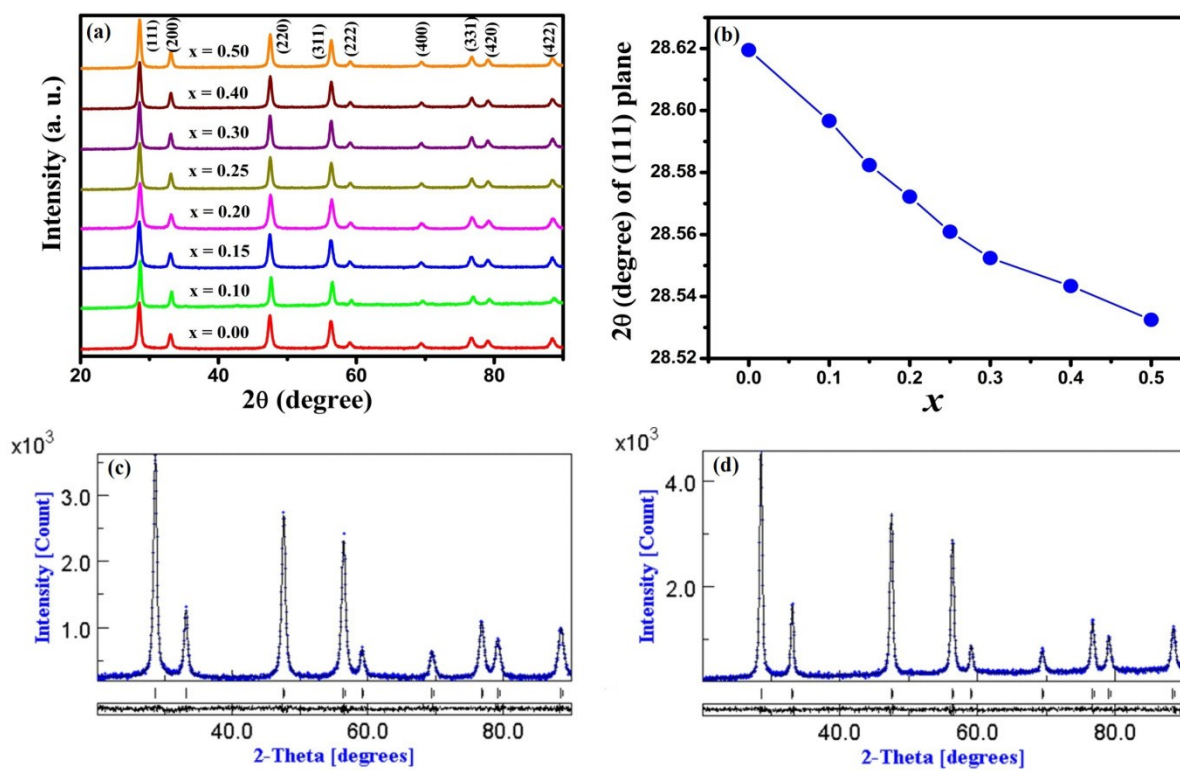 (a)
(111)
(200)
(220)
(311)
(222)
(400)
(331)
(420)
(422)
x = 0.50
x = 0.40
x = 0.30
x = 0.25
x = 0.20
x = 0.15
x = 0.10
x = 0.00
Intensity (a. u.)
20 40 60 80
2θ (degree)
(b)
2θ (degree) of (111) plane
28.62
28.60
28.58
28.56
28.54
28.52
0.0 0.1 0.2 0.3 0.4 0.5
x
x10³
(c)
Intensity [Count]
3.0
2.0
1.0
40.0 60.0 80.0
2-Theta [degrees]
x10³
(d)
Intensity [Count]
4.0
2.0
40.0 60.0 80.0
2-Theta [degrees]